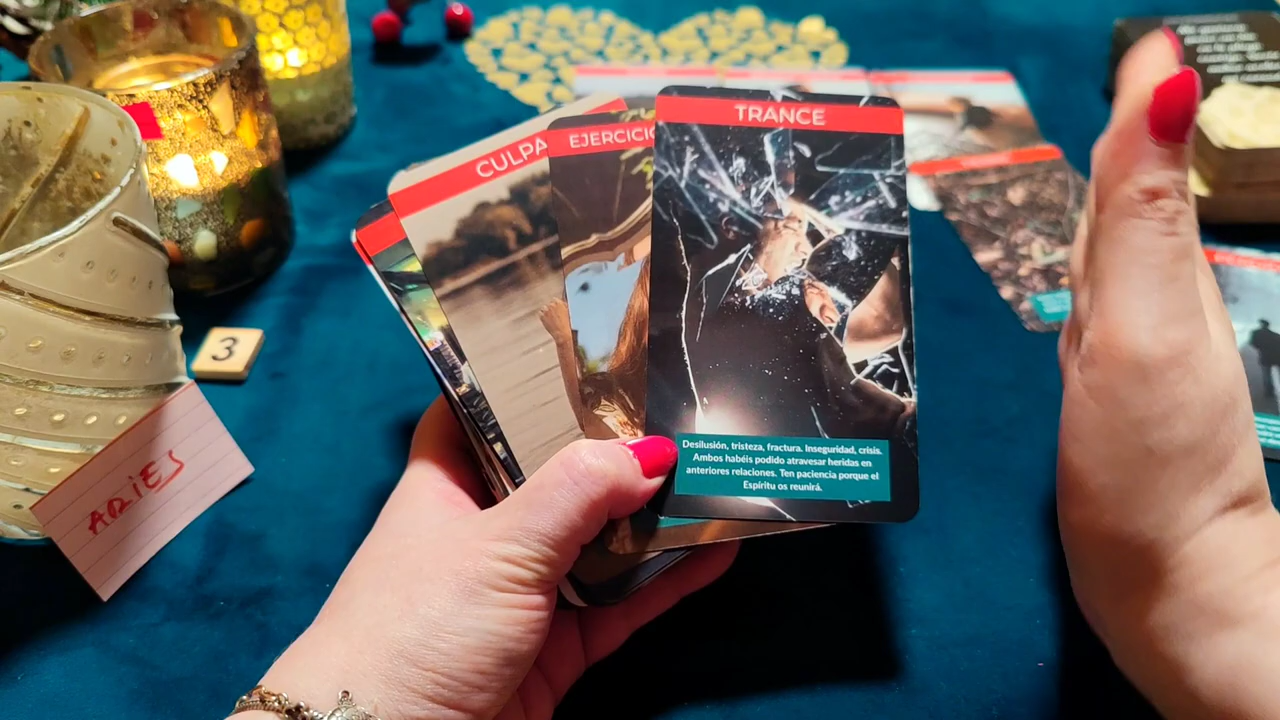 TRANCE
Desilusión, tristeza, fractura. Inseguridad, crisis.
Ambos habéis podido atravesar heridas en
anteriores relaciones. Ten paciencia porque el
Espíritu os reunirá.
EJERCICIO
CULPA
3
ARIES